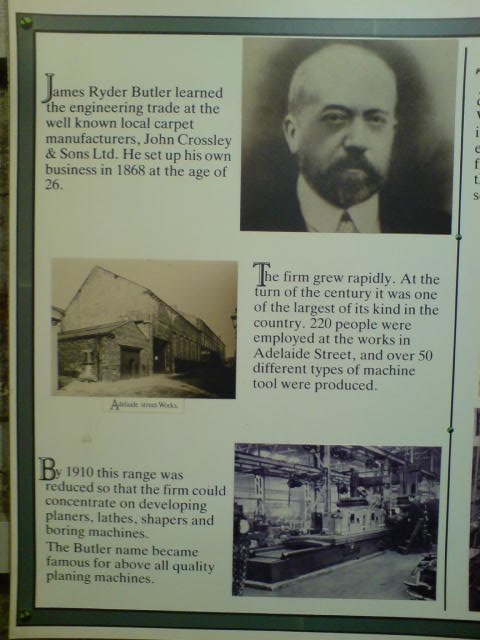 James Ryder Butler learned
the engineering trade at the
well known local carpet
manufacturers, John Crossley
& Sons Ltd. He set up his own
business in 1868 at the age of
26.
The firm grew rapidly. At the
turn of the century it was one
of the largest of its kind in the
country. 220 people were
employed at the works in
Adelaide Street, and over 50
different types of machine
tool were produced.
Adelaide street Works.
By 1910 this range was
reduced so that the firm could
concentrate on developing
planers, lathes, shapers and
boring machines.
The Butler name became
famous for above all quality
planing machines.